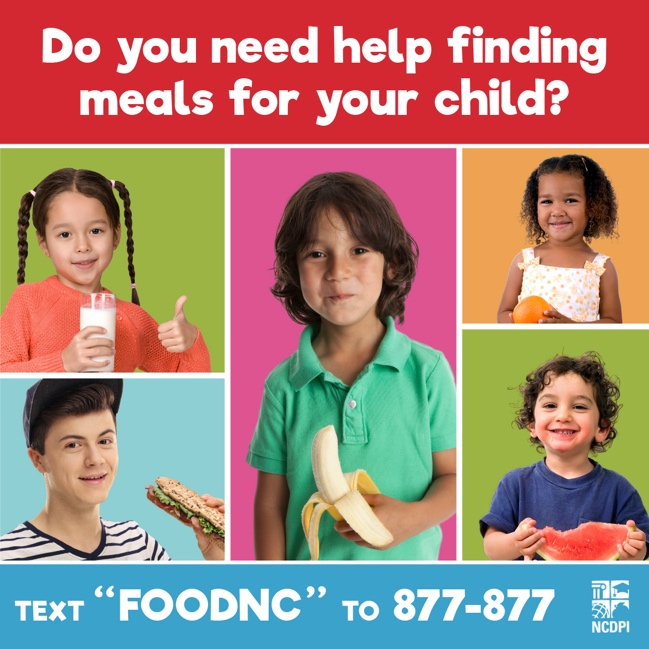 Do you need help finding
meals for your child?
TEXT “FOODNC” TO 877-877
NCDPI